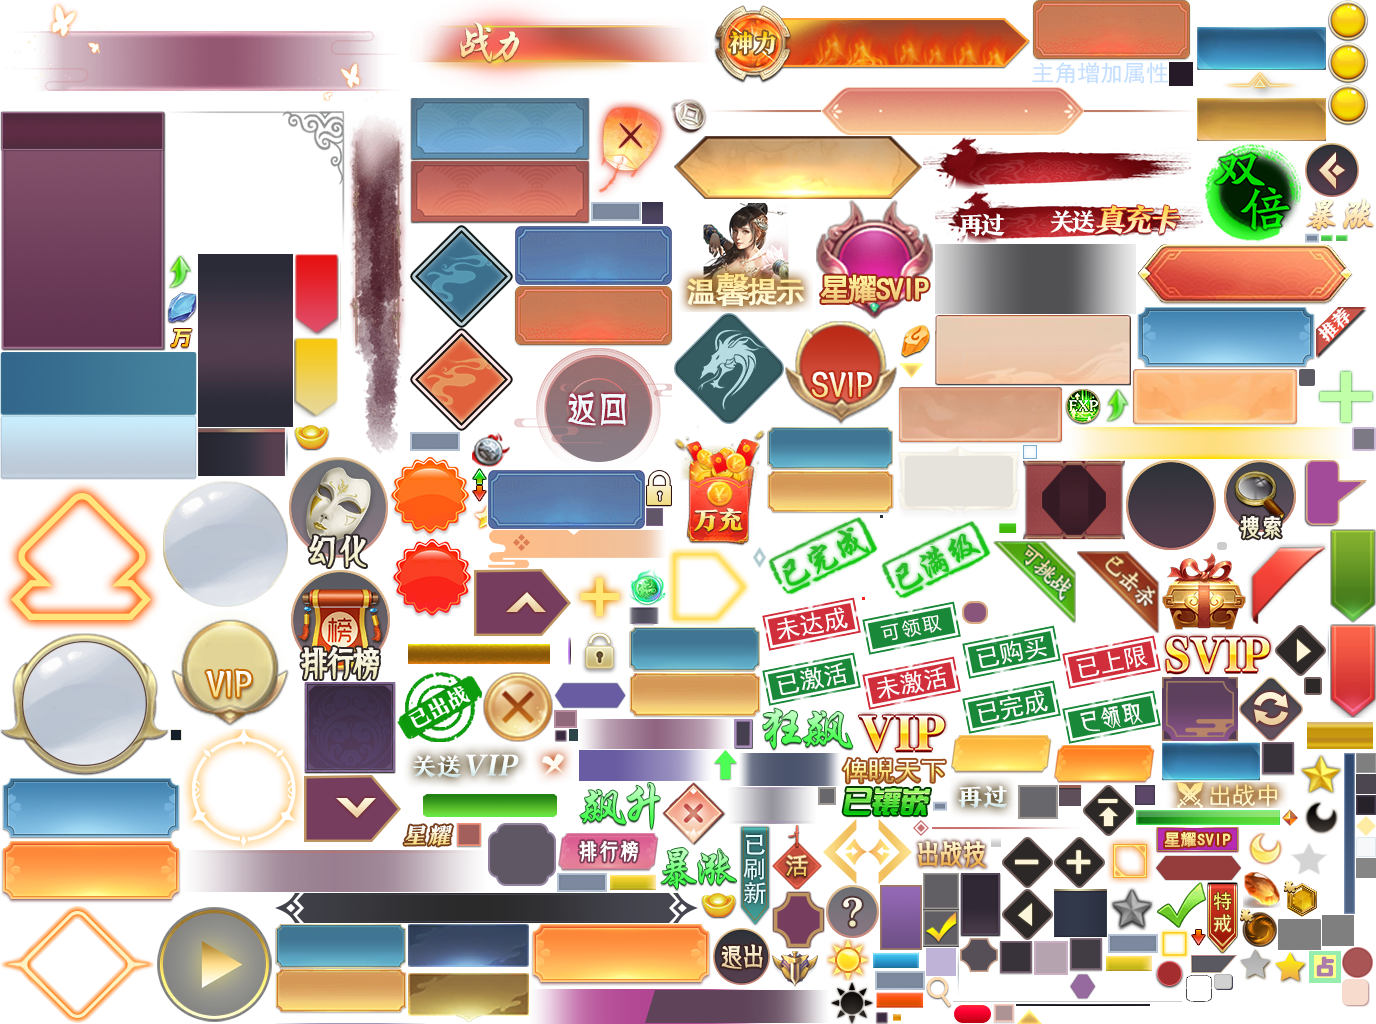 战力
神力
主角增加属性
双倍
再过 关送真充卡
暴涨
温馨提示
星耀SVIP
万
推荐
SVIP
返回
EXP
万充
搜索
幻化
已完成
已满级
可挑战
已击杀
榜
排行榜
未达成
可领取
已购买
已上限
SVIP
VIP
已激活
未激活
已完成
已领取
已出战
狂飙
VIP
关送VIP
俾睨天下
已镶嵌
再过
出战中
飙升
星耀
排行榜
暴涨
已刷新
活
出战技
星耀SVIP
特戒
?
退出
占